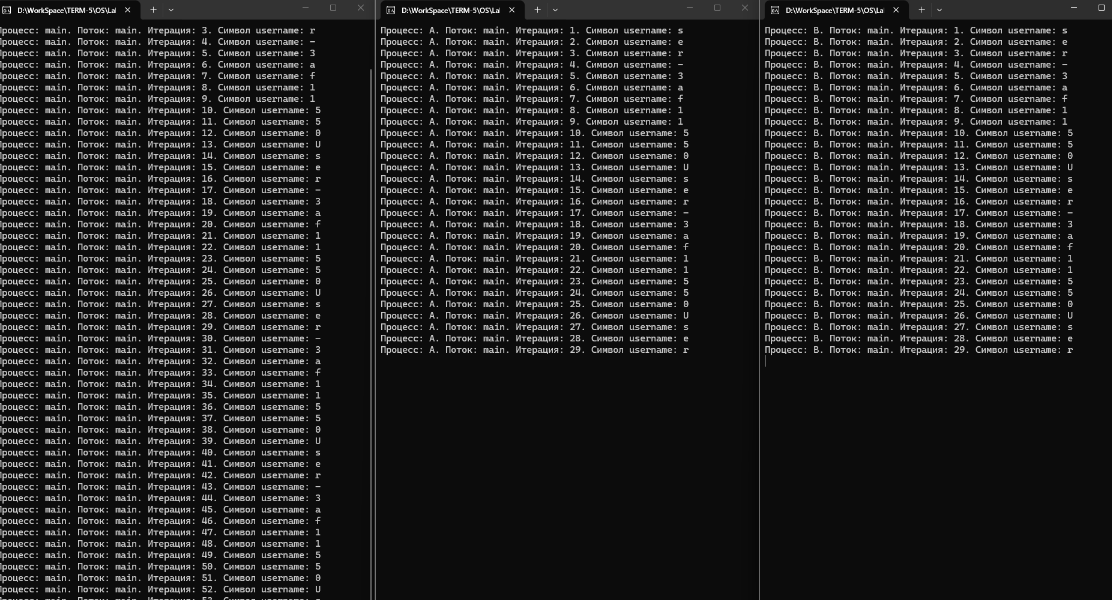 D:\WorkSpace\TERM-5\OS\Lal
Процесс: main. Поток: main. Итерация: 3. Символ username: r
Процесс: main. Поток: main. Итерация: 4. Символ username: -
Процесс: main. Поток: main. Итерация: 5. Символ username: 3
Процесс: main. Поток: main. Итерация: 6. Символ username: a
Процесс: main. Поток: main. Итерация: 7. Символ username: f
Процесс: main. Поток: main. Итерация: 8. Символ username: 1
Процесс: main. Поток: main. Итерация: 9. Символ username: 1
Процесс: main. Поток: main. Итерация: 10. Символ username: 5
Процесс: main. Поток: main. Итерация: 11. Символ username: 5
Процесс: main. Поток: main. Итерация: 12. Символ username: 0
Процесс: main. Поток: main. Итерация: 13. Символ username: U
Процесс: main. Поток: main. Итерация: 14. Символ username: s
Процесс: main. Поток: main. Итерация: 15. Символ username: e
Процесс: main. Поток: main. Итерация: 16. Символ username: r
Процесс: main. Поток: main. Итерация: 17. Символ username: -
Процесс: main. Поток: main. Итерация: 18. Символ username: 3
Процесс: main. Поток: main. Итерация: 19. Символ username: a
Процесс: main. Поток: main. Итерация: 20. Символ username: f
Процесс: main. Поток: main. Итерация: 21. Символ username: 1
Процесс: main. Поток: main. Итерация: 22. Символ username: 1
Процесс: main. Поток: main. Итерация: 23. Символ username: 5
Процесс: main. Поток: main. Итерация: 24. Символ username: 5
Процесс: main. Поток: main. Итерация: 25. Символ username: 0
Процесс: main. Поток: main. Итерация: 26. Символ username: U
Процесс: main. Поток: main. Итерация: 27. Символ username: s
Процесс: main. Поток: main. Итерация: 28. Символ username: e
Процесс: main. Поток: main. Итерация: 29. Символ username: r
Процесс: main. Поток: main. Итерация: 30. Символ username: -
Процесс: main. Поток: main. Итерация: 31. Символ username: 3
Процесс: main. Поток: main. Итерация: 32. Символ username: a
Процесс: main. Поток: main. Итерация: 33. Символ username: f
Процесс: main. Поток: main. Итерация: 34. Символ username: 1
Процесс: main. Поток: main. Итерация: 35. Символ username: 1
Процесс: main. Поток: main. Итерация: 36. Символ username: 5
Процесс: main. Поток: main. Итерация: 37. Символ username: 5
Процесс: main. Поток: main. Итерация: 38. Символ username: 0
Процесс: main. Поток: main. Итерация: 39. Символ username: U
Процесс: main. Поток: main. Итерация: 40. Символ username: s
Процесс: main. Поток: main. Итерация: 41. Символ username: e
Процесс: main. Поток: main. Итерация: 42. Символ username: r
Процесс: main. Поток: main. Итерация: 43. Символ username: -
Процесс: main. Поток: main. Итерация: 44. Символ username: 3
Процесс: main. Поток: main. Итерация: 45. Символ username: a
Процесс: main. Поток: main. Итерация: 46. Символ username: f
Процесс: main. Поток: main. Итерация: 47. Символ username: 1
Процесс: main. Поток: main. Итерация: 48. Символ username: 1
Процесс: main. Поток: main. Итерация: 49. Символ username: 5
Процесс: main. Поток: main. Итерация: 50. Символ username: 5
Процесс: main. Поток: main. Итерация: 51. Символ username: 0
Процесс: main. Поток: main. Итерация: 52. Символ username: U
D:\WorkSpace\TERM-5\OS\Lal
Процесс: A. Поток: main. Итерация: 1. Символ username: s
Процесс: A. Поток: main. Итерация: 2. Символ username: e
Процесс: A. Поток: main. Итерация: 3. Символ username: r
Процесс: A. Поток: main. Итерация: 4. Символ username: -
Процесс: A. Поток: main. Итерация: 5. Символ username: 3
Процесс: A. Поток: main. Итерация: 6. Символ username: a
Процесс: A. Поток: main. Итерация: 7. Символ username: f
Процесс: A. Поток: main. Итерация: 8. Символ username: 1
Процесс: A. Поток: main. Итерация: 9. Символ username: 1
Процесс: A. Поток: main. Итерация: 10. Символ username: 5
Процесс: A. Поток: main. Итерация: 11. Символ username: 5
Процесс: A. Поток: main. Итерация: 12. Символ username: 0
Процесс: A. Поток: main. Итерация: 13. Символ username: U
Процесс: A. Поток: main. Итерация: 14. Символ username: s
Процесс: A. Поток: main. Итерация: 15. Символ username: e
Процесс: A. Поток: main. Итерация: 16. Символ username: r
Процесс: A. Поток: main. Итерация: 17. Символ username: -
Процесс: A. Поток: main. Итерация: 18. Символ username: 3
Процесс: A. Поток: main. Итерация: 19. Символ username: a
Процесс: A. Поток: main. Итерация: 20. Символ username: f
Процесс: A. Поток: main. Итерация: 21. Символ username: 1
Процесс: A. Поток: main. Итерация: 22. Символ username: 1
Процесс: A. Поток: main. Итерация: 23. Символ username: 5
Процесс: A. Поток: main. Итерация: 24. Символ username: 5
Процесс: A. Поток: main. Итерация: 25. Символ username: 0
Процесс: A. Поток: main. Итерация: 26. Символ username: U
Процесс: A. Поток: main. Итерация: 27. Символ username: s
Процесс: A. Поток: main. Итерация: 28. Символ username: e
Процесс: A. Поток: main. Итерация: 29. Символ username: r
D:\WorkSpace\TERM-5\OS\Lal
Процесс: B. Поток: main. Итерация: 1. Символ username: s
Процесс: B. Поток: main. Итерация: 2. Символ username: e
Процесс: B. Поток: main. Итерация: 3. Символ username: r
Процесс: B. Поток: main. Итерация: 4. Символ username: -
Процесс: B. Поток: main. Итерация: 5. Символ username: 3
Процесс: B. Поток: main. Итерация: 6. Символ username: a
Процесс: B. Поток: main. Итерация: 7. Символ username: f
Процесс: B. Поток: main. Итерация: 8. Символ username: 1
Процесс: B. Поток: main. Итерация: 9. Символ username: 1
Процесс: B. Поток: main. Итерация: 10. Символ username: 5
Процесс: B. Поток: main. Итерация: 11. Символ username: 5
Процесс: B. Поток: main. Итерация: 12. Символ username: 0
Процесс: B. Поток: main. Итерация: 13. Символ username: U
Процесс: B. Поток: main. Итерация: 14. Символ username: s
Процесс: B. Поток: main. Итерация: 15. Символ username: e
Процесс: B. Поток: main. Итерация: 16. Символ username: r
Процесс: B. Поток: main. Итерация: 17. Символ username: -
Процесс: B. Поток: main. Итерация: 18. Символ username: 3
Процесс: B. Поток: main. Итерация: 19. Символ username: a
Процесс: B. Поток: main. Итерация: 20. Символ username: f
Процесс: B. Поток: main. Итерация: 21. Символ username: 1
Процесс: B. Поток: main. Итерация: 22. Символ username: 1
Процесс: B. Поток: main. Итерация: 23. Символ username: 5
Процесс: B. Поток: main. Итерация: 24. Символ username: 5
Процесс: B. Поток: main. Итерация: 25. Символ username: 0
Процесс: B. Поток: main. Итерация: 26. Символ username: U
Процесс: B. Поток: main. Итерация: 27. Символ username: s
Процесс: B. Поток: main. Итерация: 28. Символ username: e
Процесс: B. Поток: main. Итерация: 29. Символ username: r